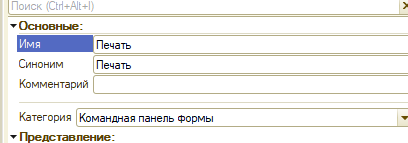 Поиск (Ctrl+Alt+I)
Основные:
Имя Печать
Синоним Печать
Комментарий
Категория Командная панель формы
Представление: